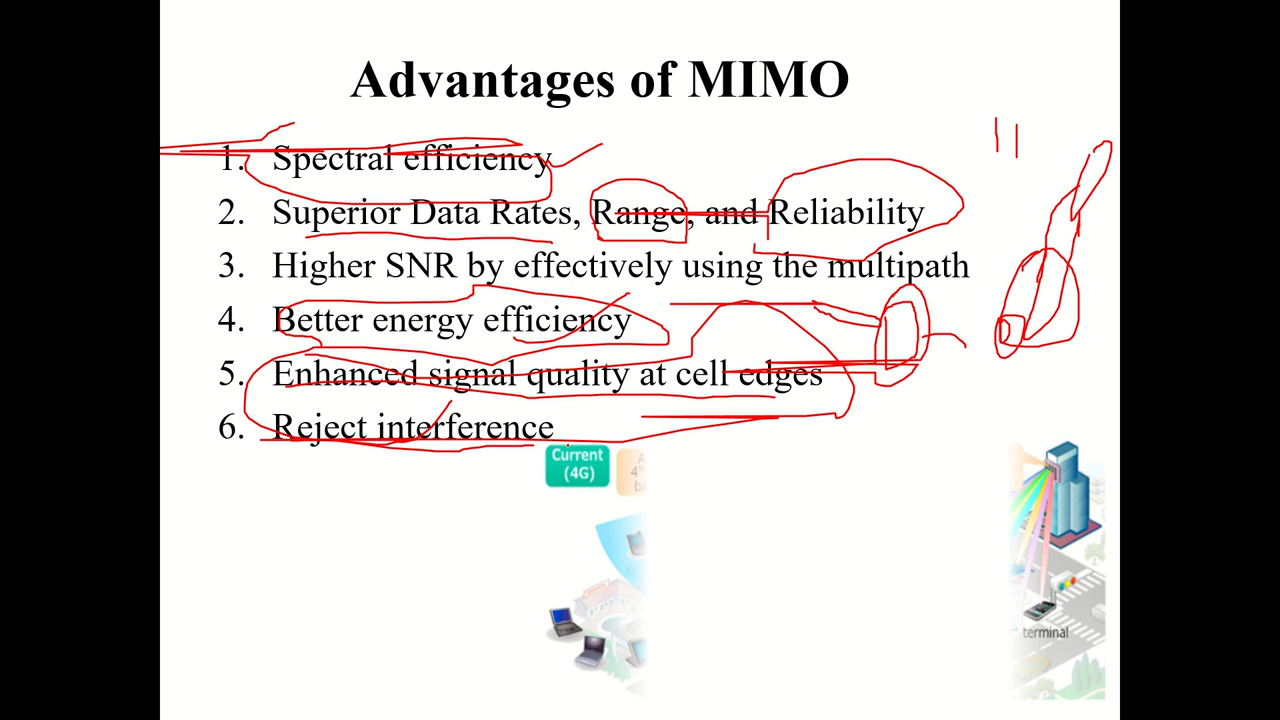 Advantages of MIMO
1. Spectral efficiency
2. Superior Data Rates, Range, and Reliability
3. Higher SNR by effectively using the multipath
4. Better energy efficiency
5. Enhanced signal quality at cell edges
6. Reject interference
Current
(4G)
terminal